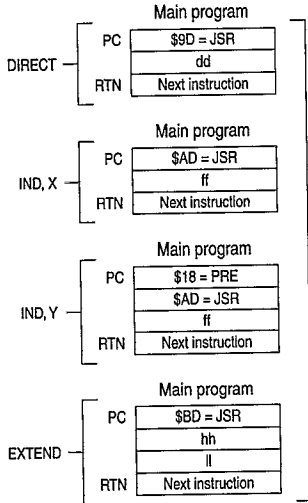 Main program
PC $9D = JSR
DIRECT dd
RTN Next instruction
Main program
PC $AD = JSR
IND, X ff
RTN Next instruction
Main program
PC $18 = PRE
$AD = JSR
IND, Y ff
RTN Next instruction
Main program
PC $BD = JSR
hh
EXTEND ll
RTN Next instruction